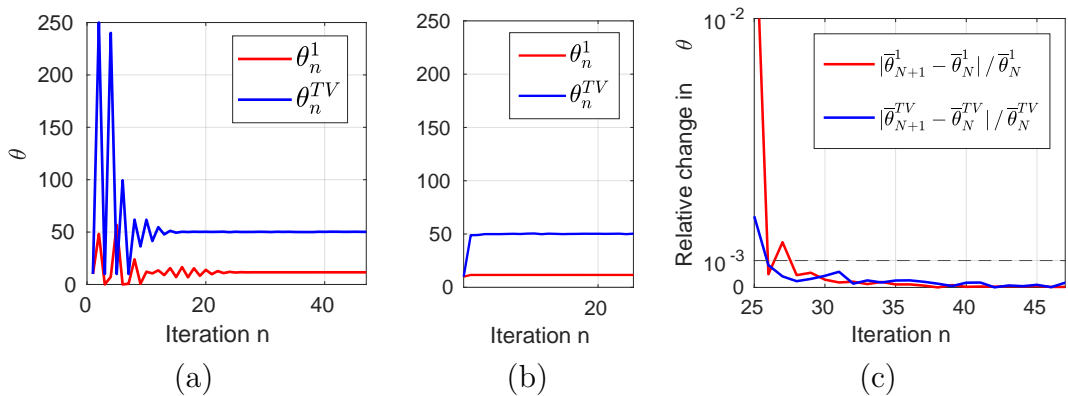 250
200
150
100
50
0
θ
0
20
40
Iteration n
θ_n^1
θ_n^{TV}
(a)
250
200
150
100
50
0
20
Iteration n
θ_n^1
θ_n^{TV}
(b)
10^{-2}
10^{-3}
0
Relative change in θ
25
30
35
40
45
Iteration n
|θ̅_{N+1}^1 − θ̅_N^1| / θ̅_N^1
|θ̅_{N+1}^{TV} − θ̅_N^{TV}| / θ̅_N^{TV}
(c)